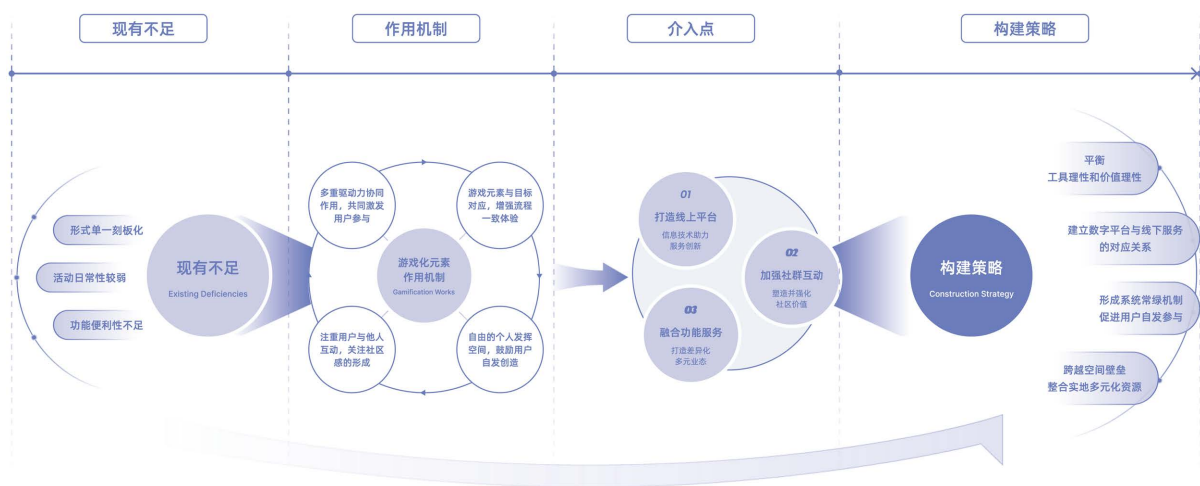 现有不足
作用机制
介入点
构建策略
形式单一刻板化
活动日常性较弱
功能便利性不足
现有不足
Existing Deficiencies
多重驱动力协同
作用，共同激发
用户参与
游戏元素与目标
对应，增强流程
一致体验
游戏化元素
作用机制
Gamification Works
注重用户与他人
互动，关注社区
感的形成
自由的个人发挥
空间，鼓励用户
自发创造
01
打造线上平台
信息技术助力
服务创新
02
加强社群互动
塑造并强化
社区价值
03
融合功能服务
打造差异化
多元业态
构建策略
Construction Strategy
平衡
工具理性和价值理性
建立数字平台与线下服务
的对应关系
形成系统常绿机制
促进用户自发参与
跨越空间壁垒
整合实地多元化资源